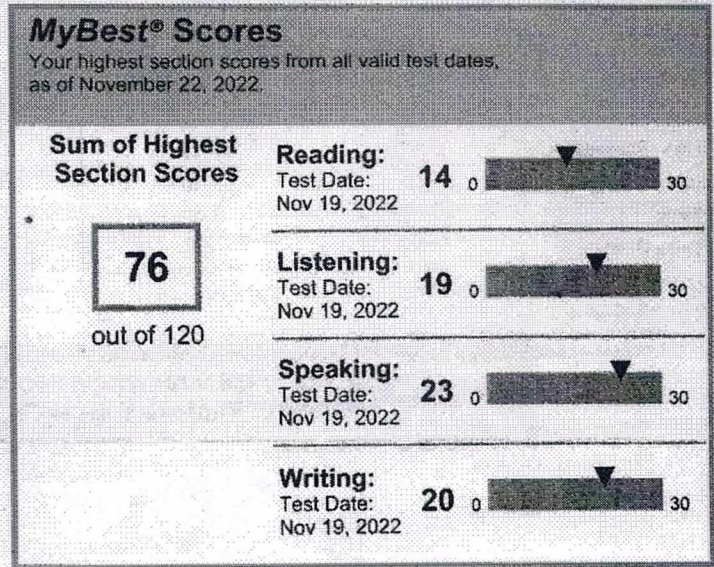 MyBest® Scores
Your highest section scores from all valid test dates,
as of November 22, 2022.
Sum of Highest
Section Scores
76
out of 120
Reading:
Test Date:
Nov 19, 2022
14
0
30
Listening:
Test Date:
Nov 19, 2022
19
0
30
Speaking:
Test Date:
Nov 19, 2022
23
0
30
Writing:
Test Date:
Nov 19, 2022
20
0
30